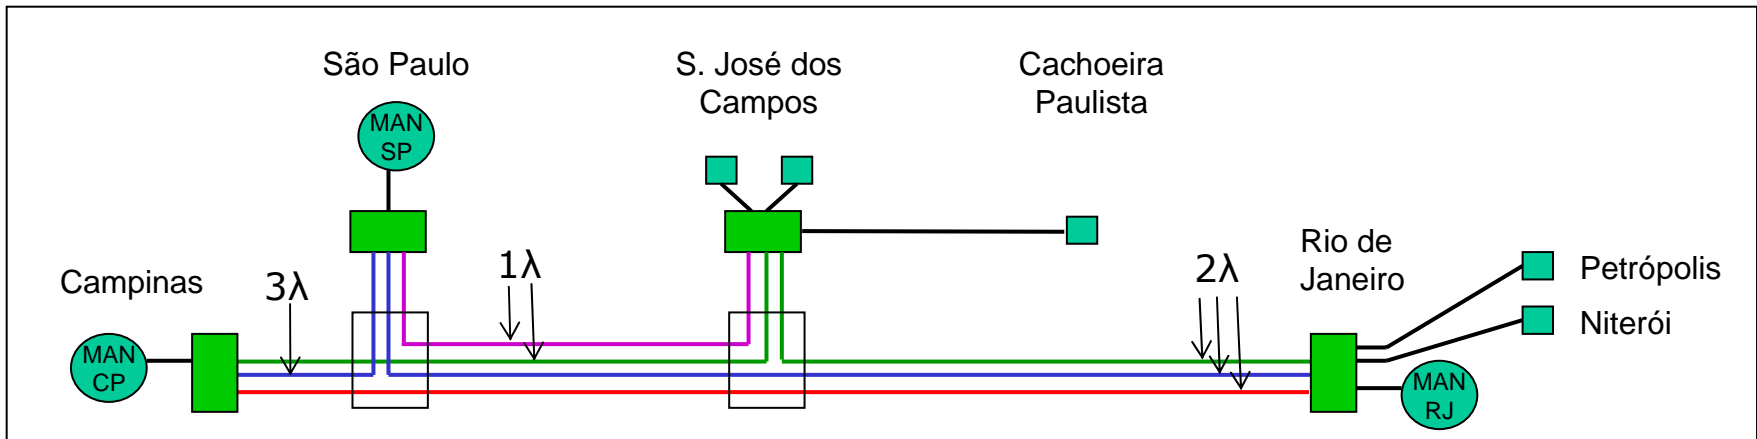 São Paulo
S. José dos
Campos
Cachoeira
Paulista
MAN
SP
Campinas
3λ
1λ
2λ
Rio de
Janeiro
Petrópolis
Niterói
MAN
CP
MAN
RJ